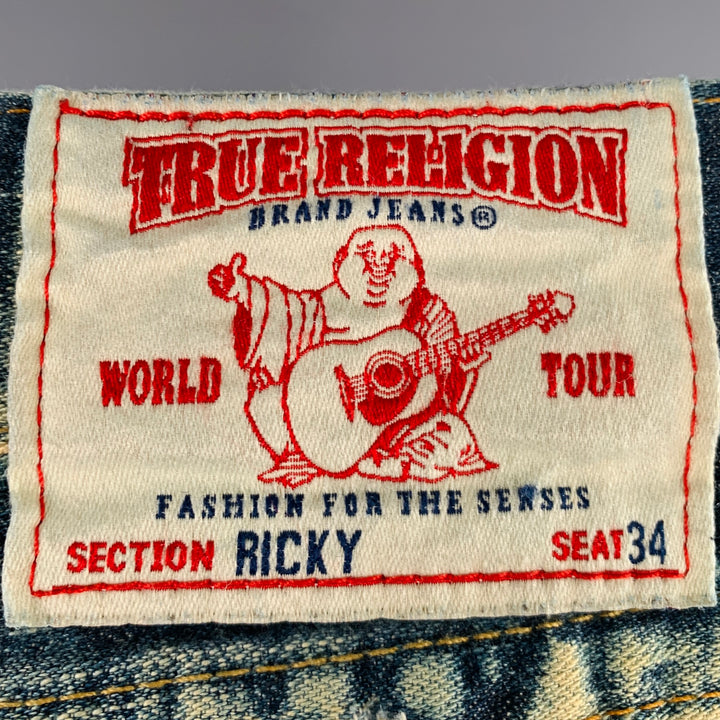 TRUE RELIGION
BRAND JEANS®
WORLD TOUR
FASHION FOR THE SENSES
SECTION RICKY SEAT 34